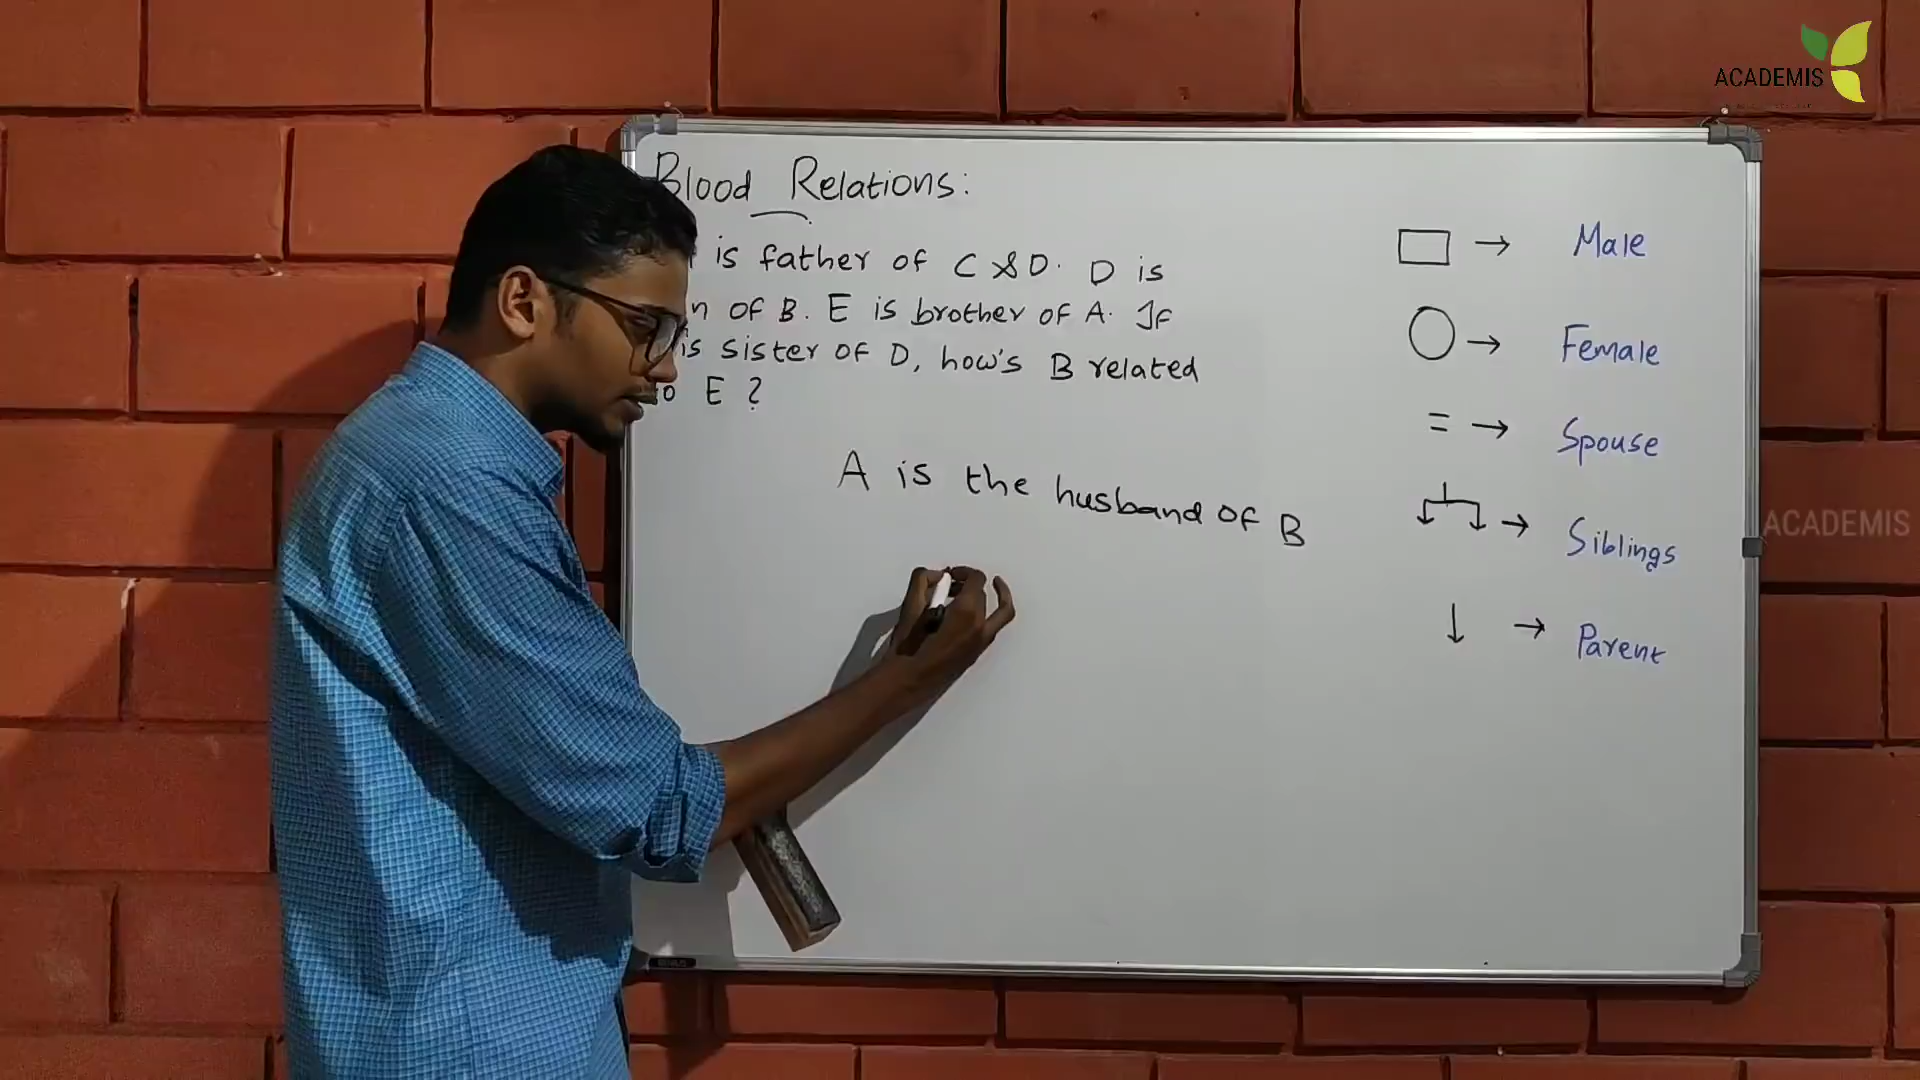 ACADEMIS
Blood Relations:
is father of C & D. D is
n of B. E is brother of A. If
is sister of D, how's B related
o E ?
A is the husband of B
Male
Female
= Spouse
Siblings
Parent
ACADEMIS